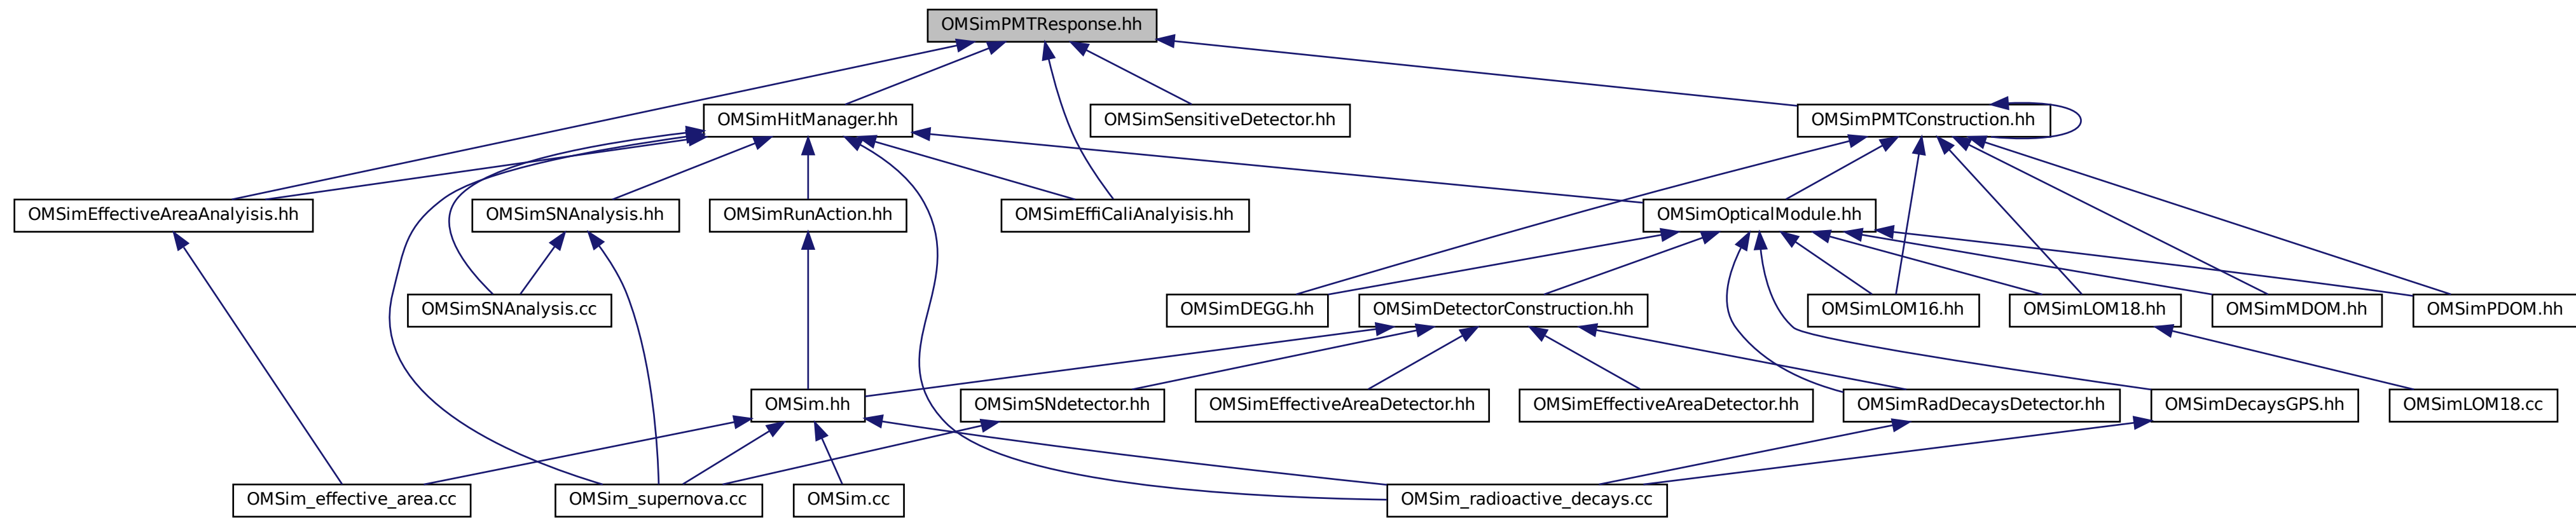 OMSimPMTResponse.hh
OMSimHitManager.hh
OMSimSensitiveDetector.hh
OMSimPMTConstruction.hh
OMSimEffectiveAreaAnalyisis.hh
OMSimSNAnalysis.hh
OMSimRunAction.hh
OMSimEffiCaliAnalyisis.hh
OMSimOpticalModule.hh
OMSimSNAnalysis.cc
OMSimDEGG.hh
OMSimDetectorConstruction.hh
OMSimLOM16.hh
OMSimLOM18.hh
OMSimMDOM.hh
OMSimPDOM.hh
OMSim.hh
OMSimSNdetector.hh
OMSimEffectiveAreaDetector.hh
OMSimEffectiveAreaDetector.hh
OMSimRadDecaysDetector.hh
OMSimDecaysGPS.hh
OMSimLOM18.cc
OMSim_effective_area.cc
OMSim_supernova.cc
OMSim.cc
OMSim_radioactive_decays.cc